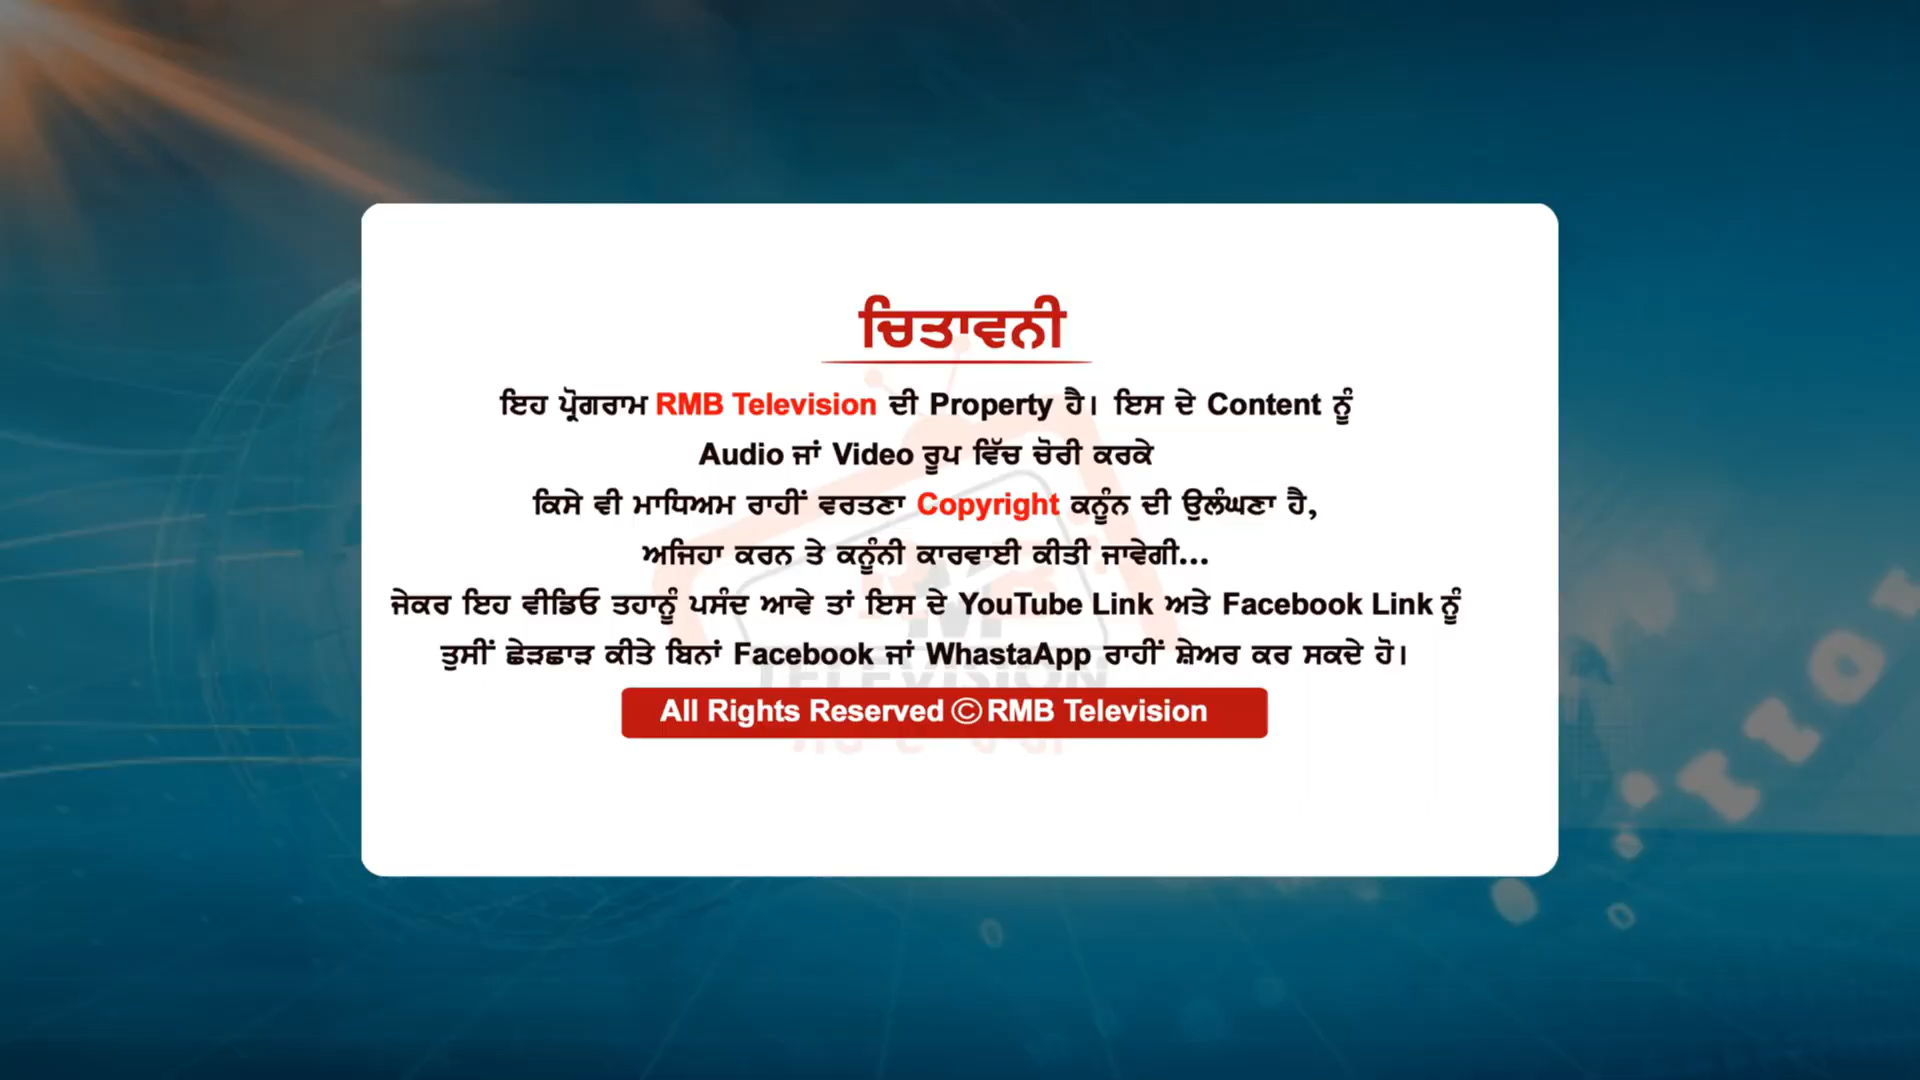 ਚਿਤਾਵਨੀ
ਇਹ ਪ੍ਰੋਗਰਾਮ RMB Television ਦੀ Property ਹੈ। ਇਸ ਦੇ Content ਨੂੰ
Audio ਜਾਂ Video ਰੂਪ ਵਿੱਚ ਚੋਰੀ ਕਰਕੇ
ਕਿਸੇ ਵੀ ਮਾਧਿਅਮ ਰਾਹੀਂ ਵਰਤਣਾ Copyright ਕਨੂੰਨ ਦੀ ਉਲੰਘਣਾ ਹੈ,
ਅਜਿਹਾ ਕਰਨ ਤੇ ਕਨੂੰਨੀ ਕਾਰਵਾਈ ਕੀਤੀ ਜਾਵੇਗੀ...
ਜੇਕਰ ਇਹ ਵੀਡਿਓ ਤਹਾਨੂੰ ਪਸੰਦ ਆਵੇ ਤਾਂ ਇਸ ਦੇ YouTube Link ਅਤੇ Facebook Link ਨੂੰ
ਤੁਸੀਂ ਛੇੜਛਾੜ ਕੀਤੇ ਬਿਨਾਂ Facebook ਜਾਂ WhastaApp ਰਾਹੀਂ ਸ਼ੇਅਰ ਕਰ ਸਕਦੇ ਹੋ।
TELEVISION
All Rights Reserved © RMB Television